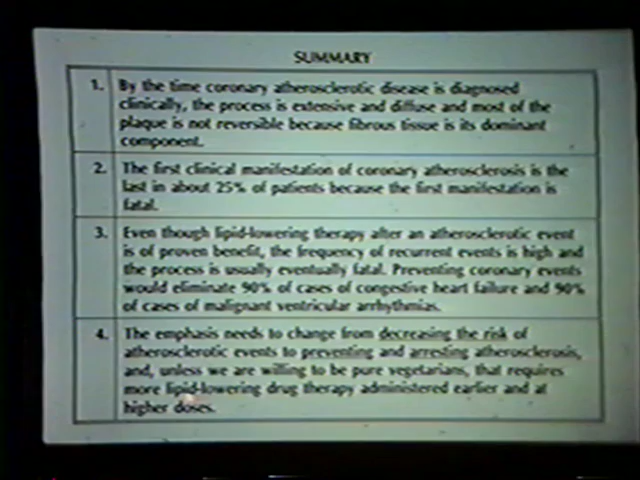 SUMMARY
1. By the time coronary atherosclerotic disease is diagnosed
clinically, the process is extensive and diffuse and most of the
plaque is not reversible because fibrous tissue is its dominant
component.
2. The first clinical manifestation of coronary atherosclerosis is the
last in about 25% of patients because the first manifestation is
fatal.
3. Even though lipid-lowering therapy after an atherosclerotic event
is of proven benefit, the frequency of recurrent events is high and
the process is usually eventually fatal. Preventing coronary events
would eliminate 90% of cases of congestive heart failure and 90%
of cases of malignant ventricular arrhythmias.
4. The emphasis needs to change from decreasing the risk of
atherosclerotic events to preventing and arresting atherosclerosis,
and, unless we are willing to be pure vegetarians, that requires
more lipid-lowering drug therapy administered earlier and at
higher doses.